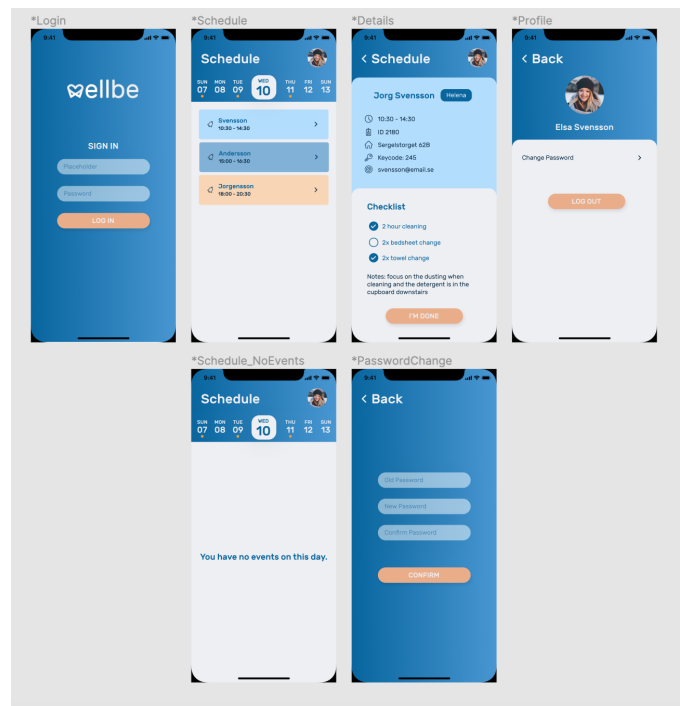 *Login
9:41
wellbe
SIGN IN
Placeholder
Password
LOG IN
*Schedule
9:41
Schedule
SUN MON TUE WED THU FRI SUN
07 08 09 10 11 12 13
Svensson
10:30 - 14:30
Andersson
15:00 - 16:30
Jorgensson
18:00 - 20:30
*Details
9:41
< Schedule
Jorg Svensson Helena
10:30 - 14:30
ID 2180
Sergelstorget 62B
Keycode: 245
svensson@email.se
Checklist
2 hour cleaning
2x bedsheet change
2x towel change
Notes: focus on the dusting when
cleaning and the detergent is in the
cupboard downstairs
I'M DONE
*Profile
9:41
< Back
Elsa Svensson
Change Password >
LOG OUT
*Schedule_NoEvents
9:41
Schedule
SUN MON TUE WED THU FRI SUN
07 08 09 10 11 12 13
You have no events on this day.
*PasswordChange
9:41
< Back
Old Password
New Password
Confirm Password
CONFIRM